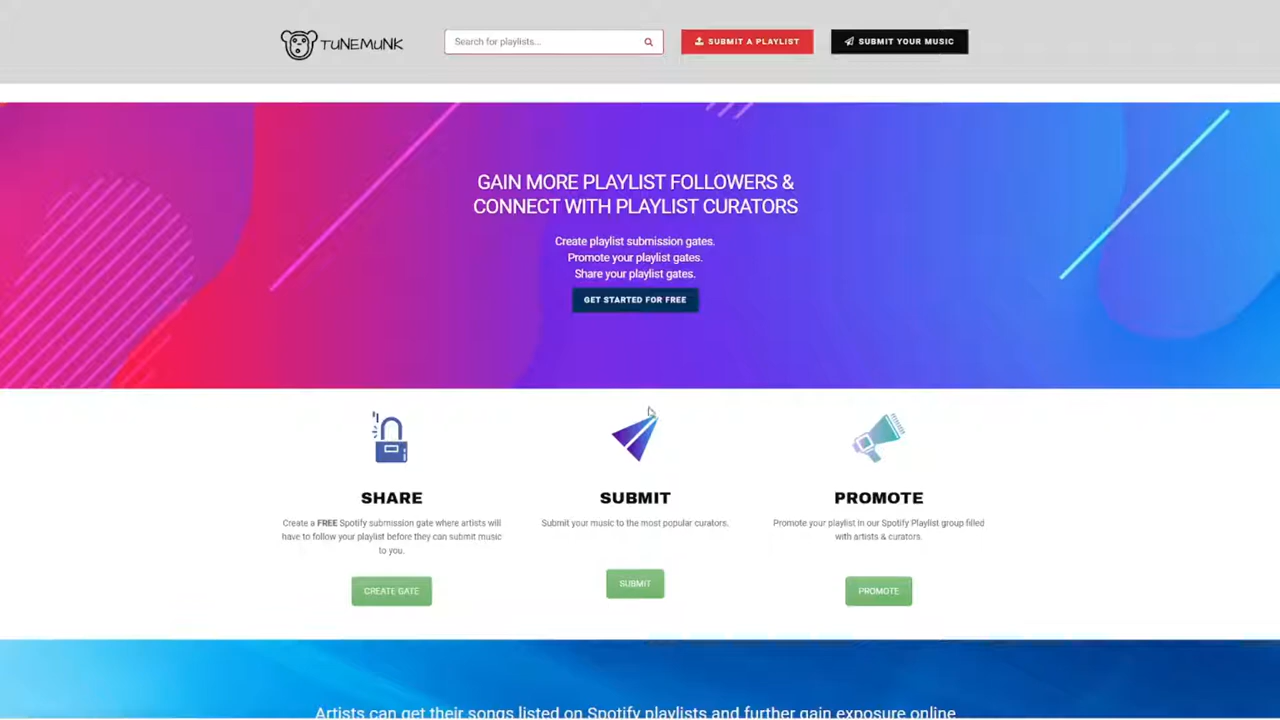 TUNEMUNK
Search for playlists...
SUBMIT A PLAYLIST
SUBMIT YOUR MUSIC
GAIN MORE PLAYLIST FOLLOWERS &
CONNECT WITH PLAYLIST CURATORS
Create playlist submission gates.
Promote your playlist gates.
Share your playlist gates.
GET STARTED FOR FREE
SHARE
Create a FREE Spotify submission gate where artists will
have to follow your playlist before they can submit music
to you.
CREATE GATE
SUBMIT
Submit your music to the most popular curators.
SUBMIT
PROMOTE
Promote your playlist in our Spotify Playlist group filled
with artists & curators.
PROMOTE
Artists can get their songs listed on Spotify playlists and further gain exposure online